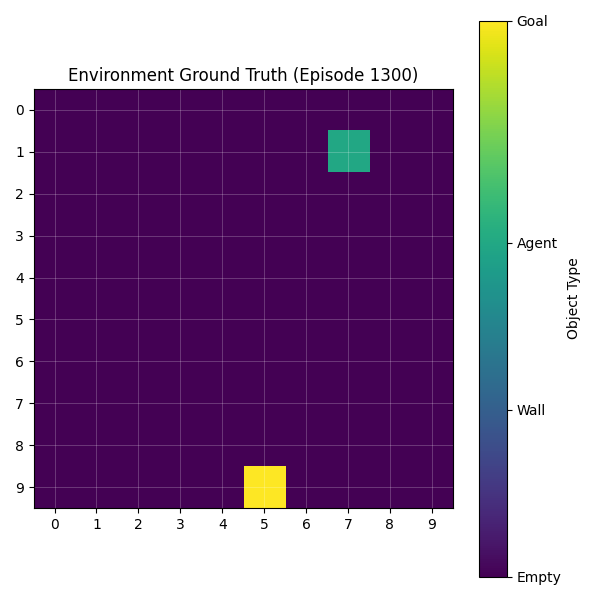 Environment Ground Truth (Episode 1300)
0
1
2
3
4
5
6
7
8
9
0 1 2 3 4 5 6 7 8 9
Goal
Agent
Wall
Empty
Object Type